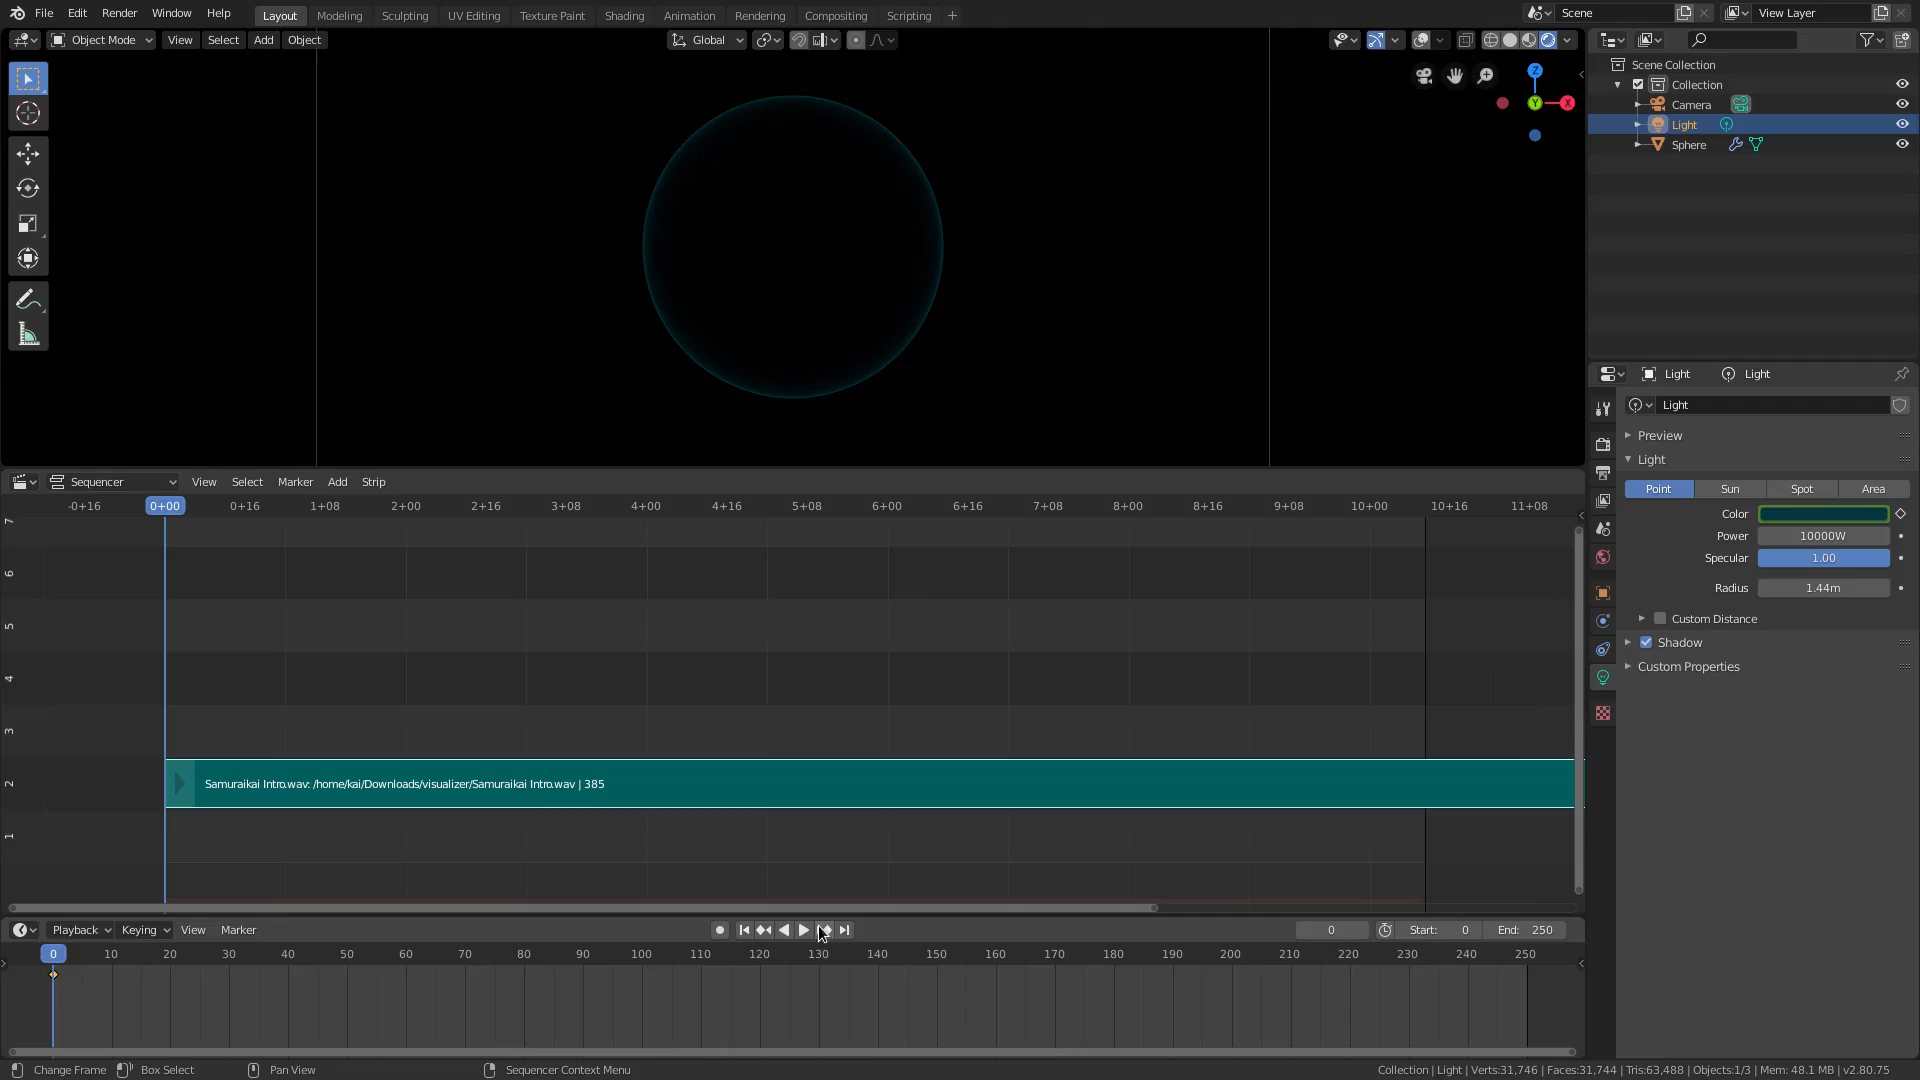 File Edit Render Window Help Layout Modeling Sculpting UV Editing Texture Paint Shading Animation Rendering Compositing Scripting + Scene View Layer
Object Mode View Select Add Object Global
Z
Y X
Scene Collection
Collection
Camera
Light
Sphere
Light Light
Light
Preview
Light
Point Sun Spot Area
Color
Power 10000W
Specular 1.00
Radius 1.44m
Custom Distance
Shadow
Custom Properties
Sequencer View Select Marker Add Strip
-0+16 0+00 0+16 1+08 2+00 2+16 3+08 4+00 4+16 5+08 6+00 6+16 7+08 8+00 8+16 9+08 10+00 10+16 11+08
7
6
5
4
3
2
1
Samuraikai Intro.wav: /home/kai/Downloads/visualizer/Samuraikai Intro.wav | 385
Playback Keying View Marker 0 Start: 0 End: 250
0 10 20 30 40 50 60 70 80 90 100 110 120 130 140 150 160 170 180 190 200 210 220 230 240 250
Change Frame Box Select Pan View Sequencer Context Menu Collection | Light | Verts:31,746 | Faces:31,744 | Tris:63,488 | Objects:1/3 | Mem: 48.1 MB | v2.80.75